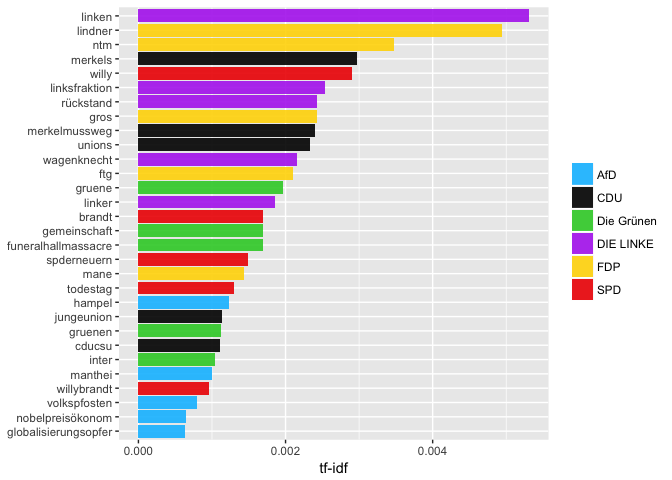 linken
lindner
ntm
merkels
willy
linksfraktion
rückstand
gros
merkelmussweg
unions
wagenknecht
ftg
gruene
linker
brandt
gemeinschaft
funeralhallmassacre
spderneuern
mane
todestag
hampel
jungeunion
gruenen
cducsu
inter
manthei
willybrandt
volkspfosten
nobelpreisökonom
globalisierungsopfer
0.000 0.002 0.004
tf-idf
AfD
CDU
Die Grünen
DIE LINKE
FDP
SPD